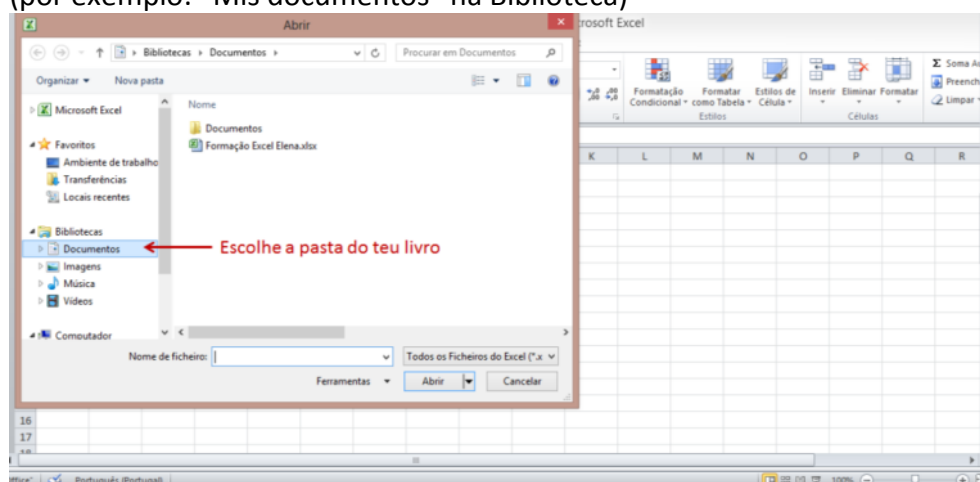 (por exemplo: "Mis documentos" na Biblioteca)
Abrir
crosoft Excel
Bibliotecas Documentos
Procurar em Documentos
Organizar Nova pasta
Microsoft Excel
Favoritos
Ambiente de trabalho
Transferências
Locais recentes
Bibliotecas
Documentos
Imagens
Música
Vídeos
Computador
Nome
Documentos
Formação Excel Elena.xlsx
Escolhe a pasta do teu livro
Nome de ficheiro:
Todos os Ficheiros do Excel (*.x
Ferramentas Abrir Cancelar
Formatação Condicional
Formatar como Tabela
Estilos de Célula
Inserir Eliminar Formatar
Σ Soma Au
Preench
Limpar
Estilos Células
K L M N O P Q R
16
17
18
Office" Português (Portugal) 100%